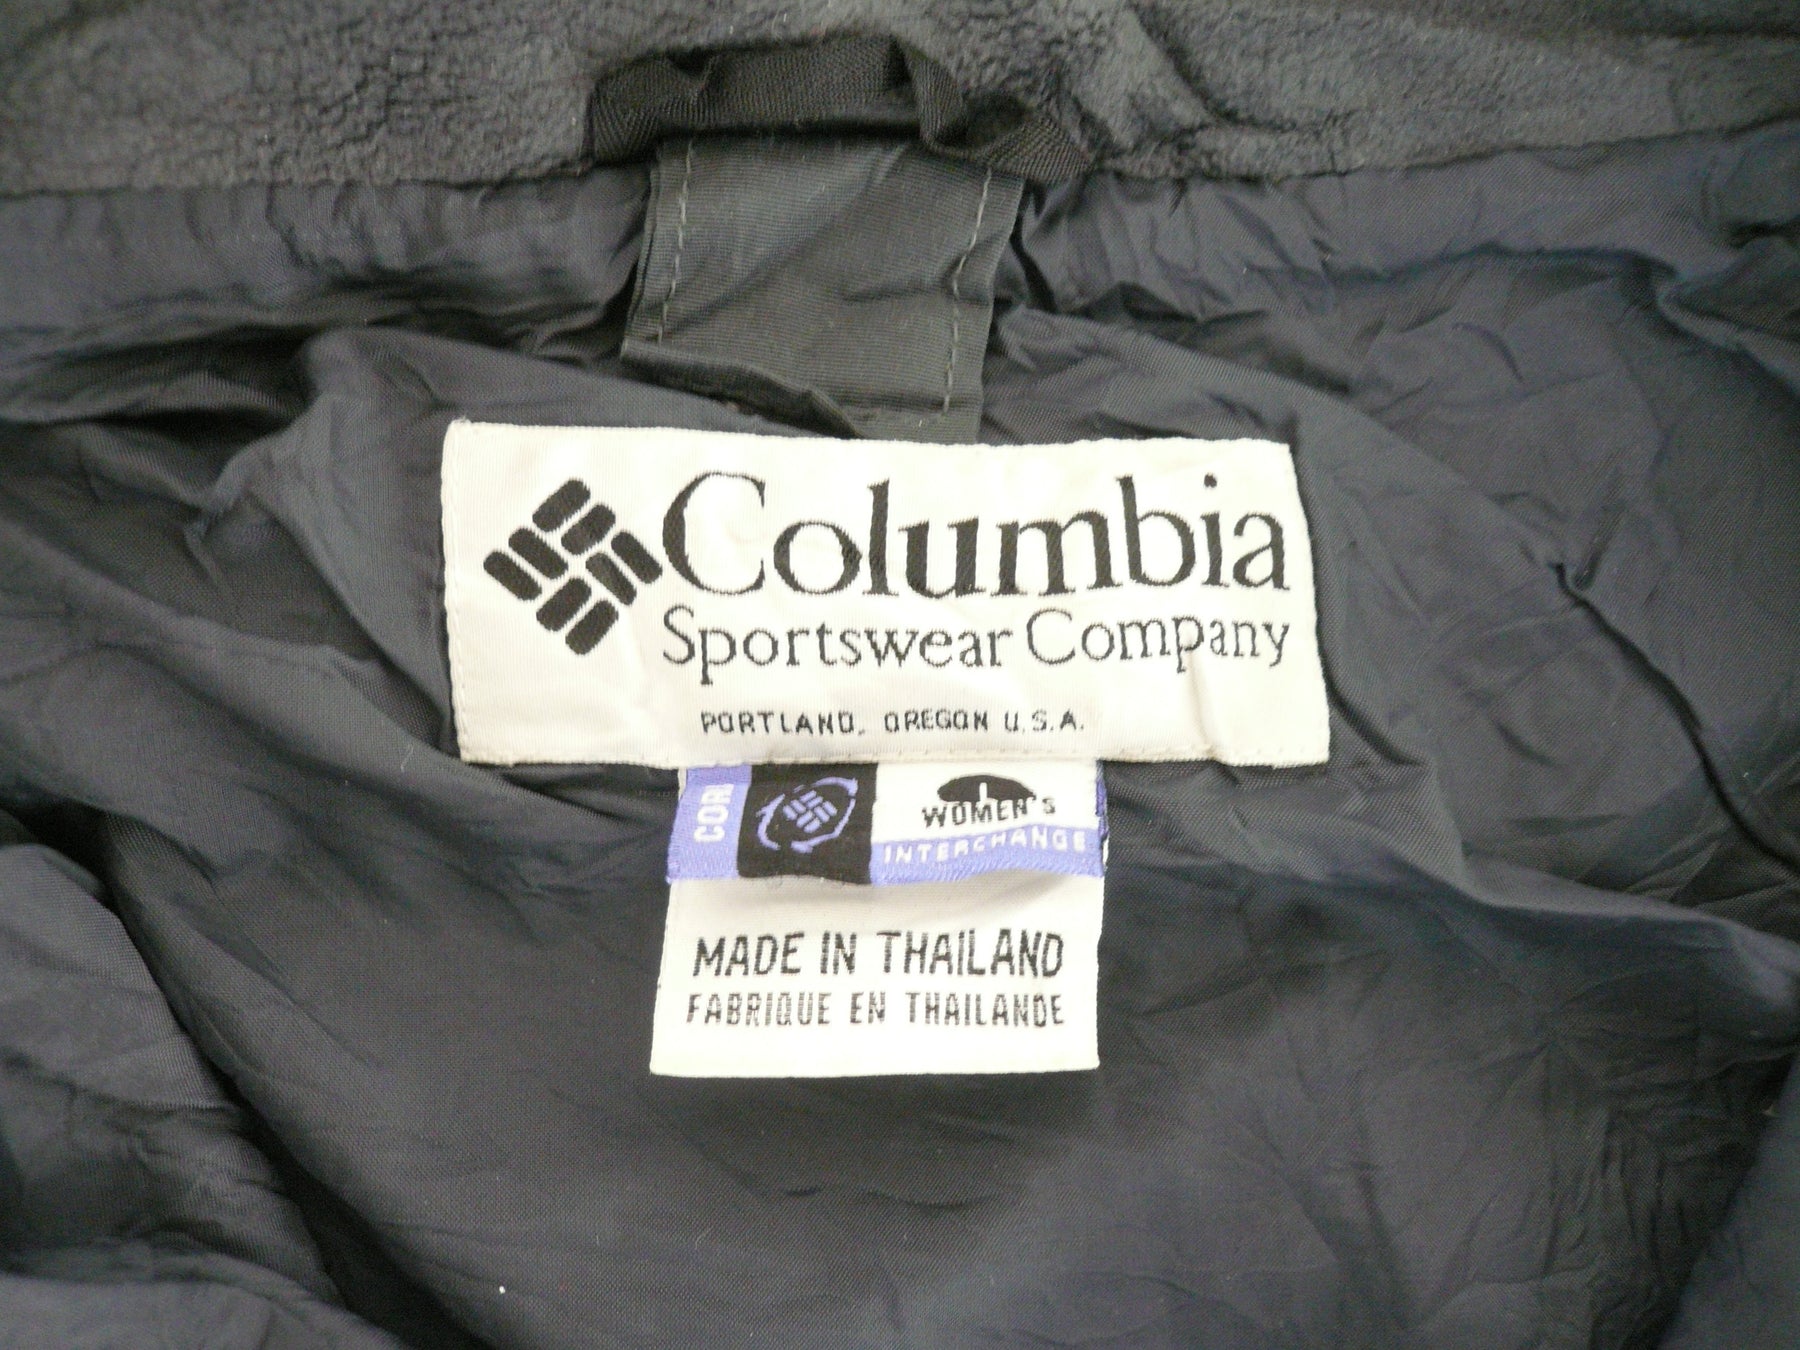 Columbia
Sportswear Company
PORTLAND, OREGON U.S.A.
COR
WOMEN'S
INTERCHANGE
MADE IN THAILAND
FABRIQUE EN THAILANDE